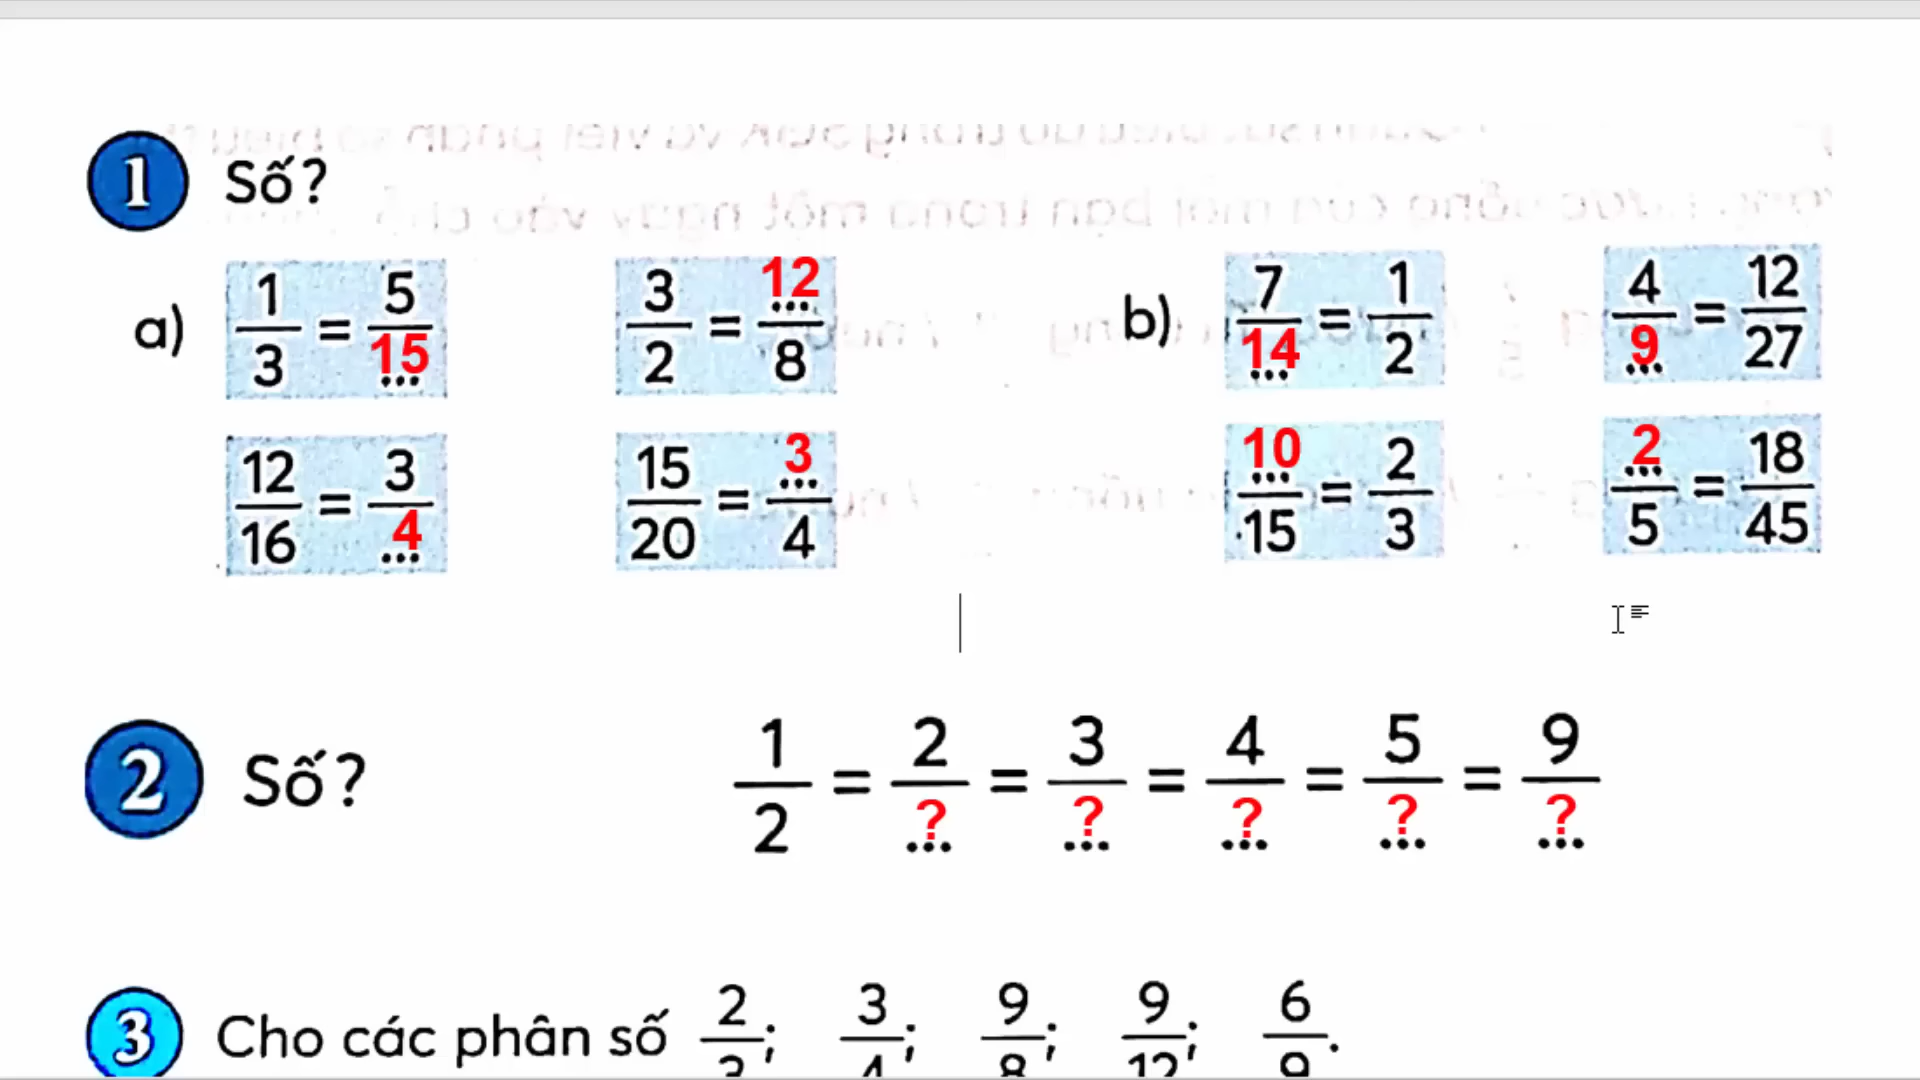 1 Số?
a) 1/3 = 5/15... 3/2 = 12.../8 b) 7/14... = 1/2 4/9... = 12/27
12/16 = 3/4... 15/20 = 3.../4 10.../15 = 2/3 2.../5 = 18/45
2 Số? 1/2 = 2/?... = 3/?... = 4/?... = 5/?... = 9/?...
3 Cho các phân số 2/3; 3/4; 9/8; 9/12; 6/9.